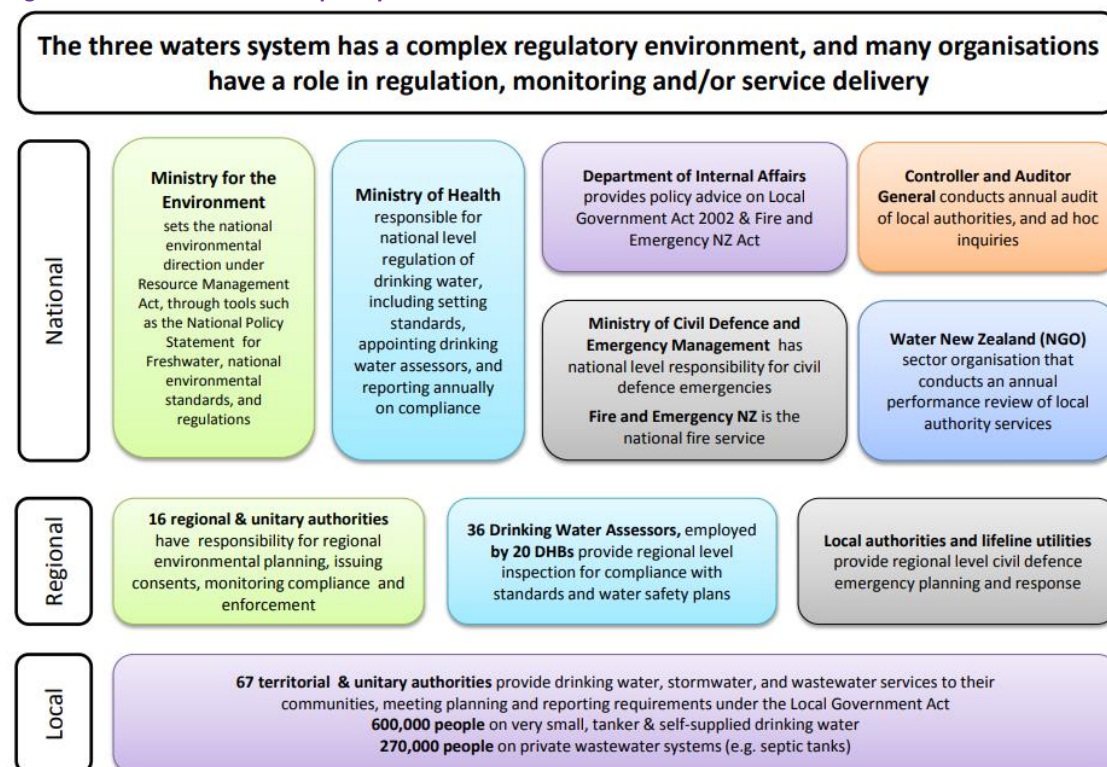 The three waters system has a complex regulatory environment, and many organisations
have a role in regulation, monitoring and/or service delivery
National
Ministry for the
Environment
sets the national
environmental
direction under
Resource Management
Act, through tools such
as the National Policy
Statement for
Freshwater, national
environmental
standards, and
regulations
Ministry of Health
responsible for
national level
regulation of
drinking water,
including setting
standards,
appointing drinking
water assessors, and
reporting annually
on compliance
Department of Internal Affairs
provides policy advice on Local
Government Act 2002 & Fire and
Emergency NZ Act
Controller and Auditor
General conducts annual audit
of local authorities, and ad hoc
inquiries
Ministry of Civil Defence and
Emergency Management has
national level responsibility for civil
defence emergencies
Fire and Emergency NZ is the
national fire service
Water New Zealand (NGO)
sector organisation that
conducts an annual
performance review of local
authority services
Regional
16 regional & unitary authorities
have responsibility for regional
environmental planning, issuing
consents, monitoring compliance and
enforcement
36 Drinking Water Assessors, employed
by 20 DHBs provide regional level
inspection for compliance with
standards and water safety plans
Local authorities and lifeline utilities
provide regional level civil defence
emergency planning and response
Local
67 territorial & unitary authorities provide drinking water, stormwater, and wastewater services to their
communities, meeting planning and reporting requirements under the Local Government Act
600,000 people on very small, tanker & self-supplied drinking water
270,000 people on private wastewater systems (e.g. septic tanks)